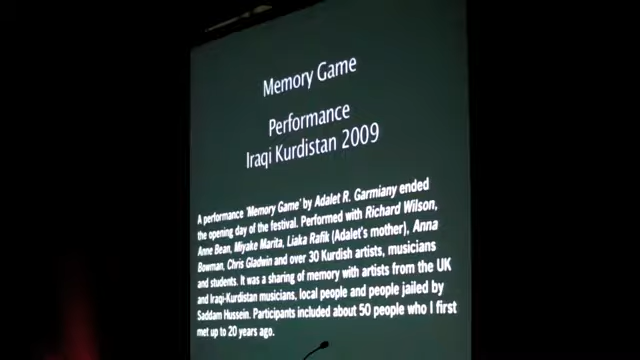 Memory Game
Performance
Iraqi Kurdistan 2009
A performance 'Memory Game' by Adalet R. Garmiany ended
the opening day of the festival. Performed with Richard Wilson,
Anne Bean, Miyake Marita, Liaka Rafik (Adalet's mother), Anna
Bowman, Chris Gladwin and over 30 Kurdish artists, musicians
and students. It was a sharing of memory with artists from the UK
and Iraqi-Kurdistan musicians, local people and people jailed by
Saddam Hussein. Participants included about 50 people who I first
met up to 20 years ago.